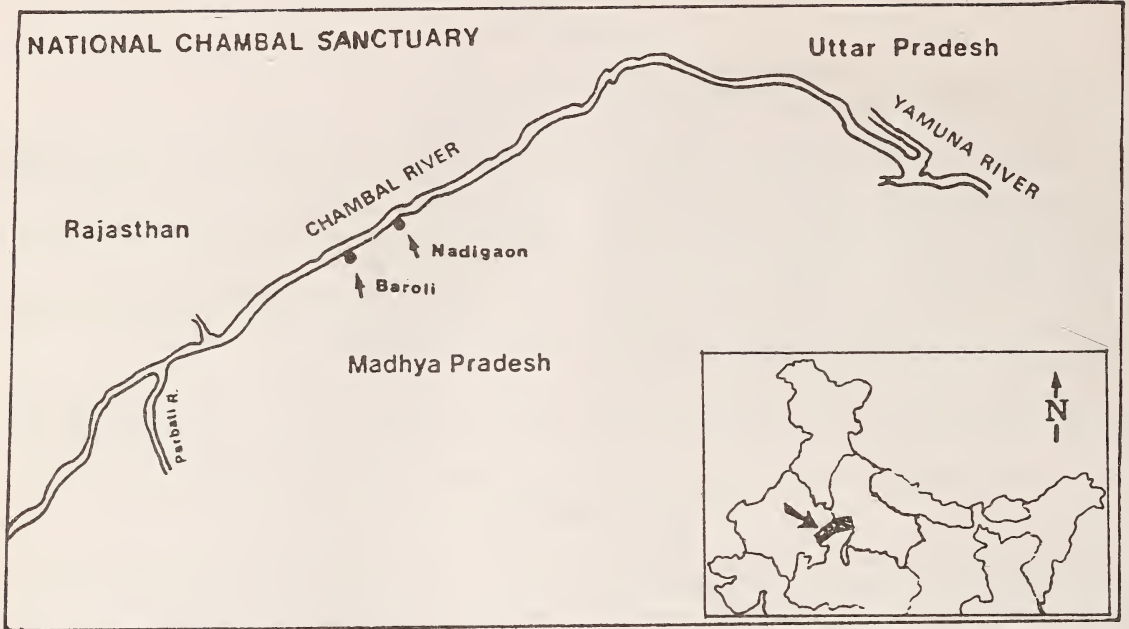 NATIONAL CHAMBAL SANCTUARY
Uttar Pradesh
YAMUNA RIVER
CHAMBAL RIVER
Rajasthan
Nadigaon
Baroli
Madhya Pradesh
Parbati R.
N